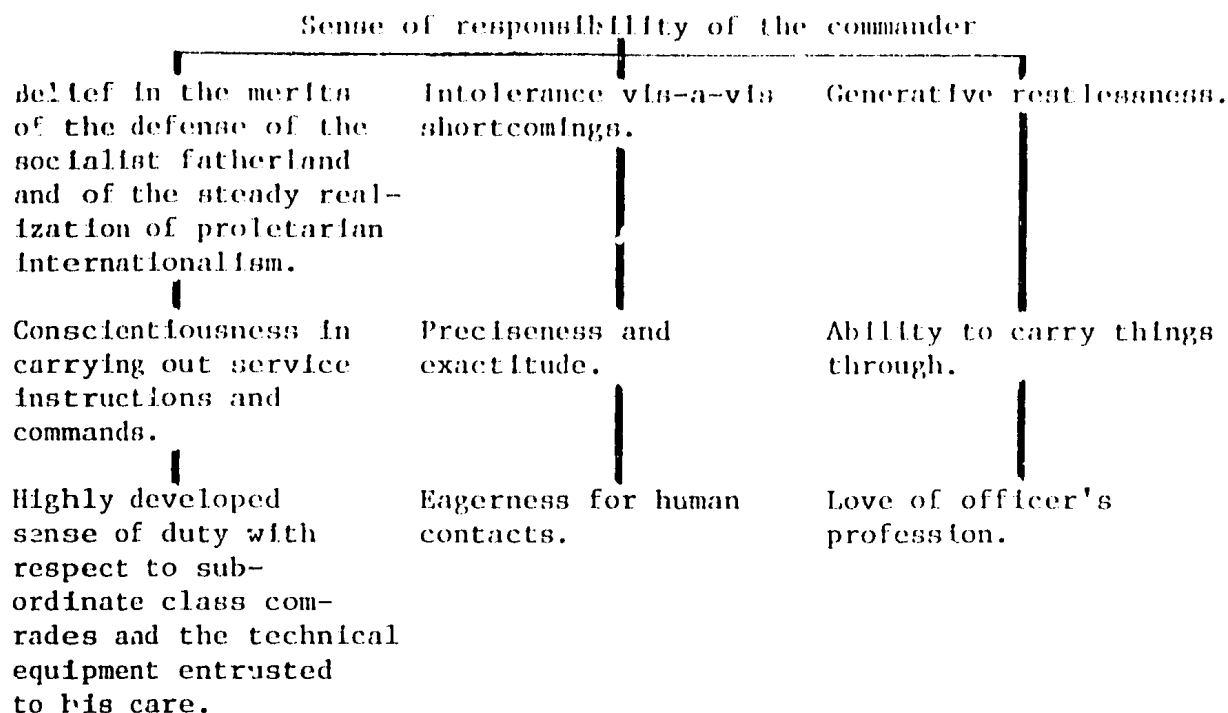 Sense of responsibility of the commander
Belief in the merits
of the defense of the
socialist fatherland
and of the steady real-
ization of proletarian
internationalism.
Intolerance vis-a-vis
shortcomings.
Generative restlessness.
Conscientiousness in
carrying out service
instructions and
commands.
Preciseness and
exactitude.
Ability to carry things
through.
Highly developed
sense of duty with
respect to sub-
ordinate class com-
rades and the technical
equipment entrusted
to his care.
Eagerness for human
contacts.
Love of officer's
profession.